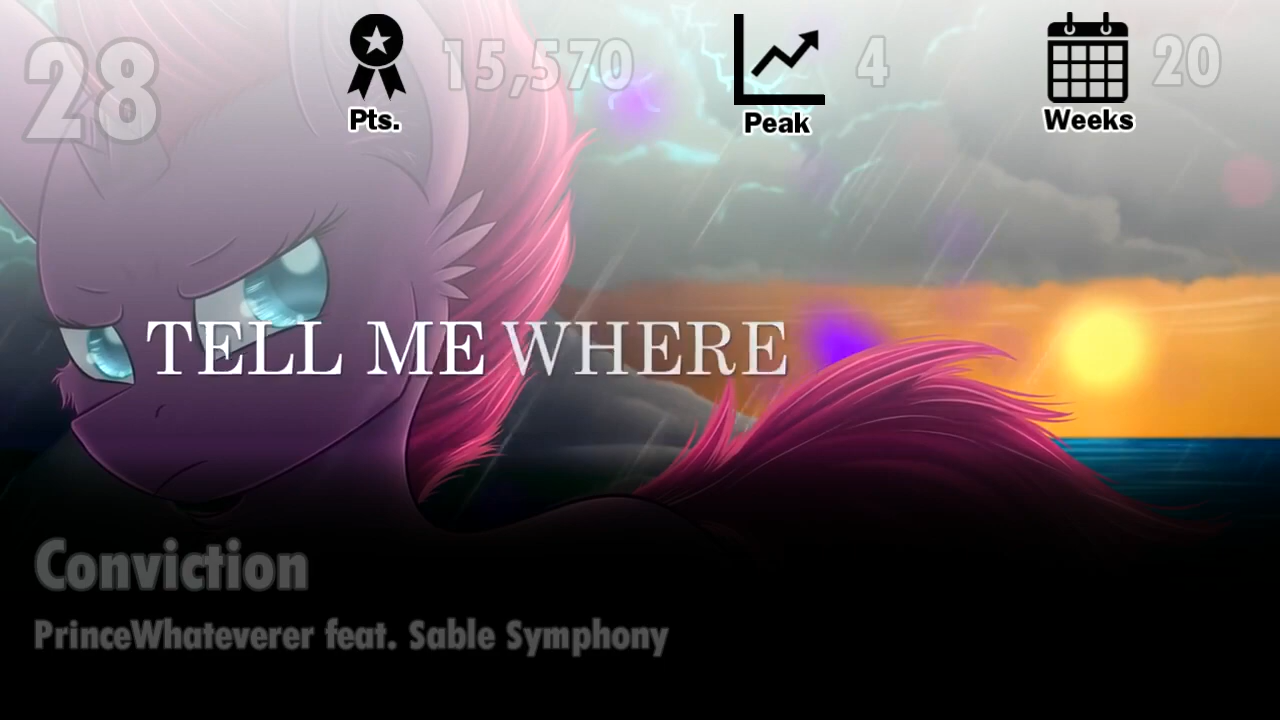 28
15,570
4
20
Pts.
Peak
Weeks
TELL ME WHERE
Conviction
PrinceWhateverer feat. Sable Symphony